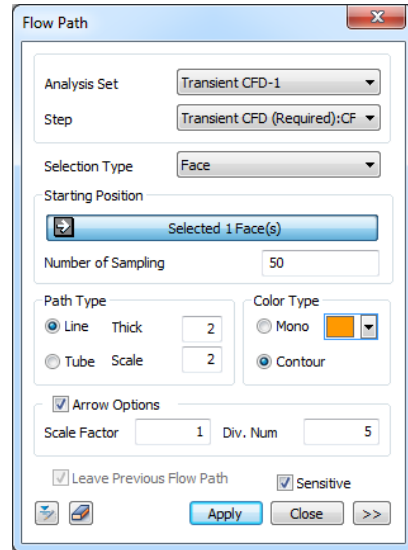 Flow Path
Analysis Set Transient CFD-1
Step Transient CFD (Required):CF
Selection Type Face
Starting Position
Selected 1 Face(s)
Number of Sampling 50
Path Type Color Type
Line Thick 2 Mono
Tube Scale 2 Contour
Arrow Options
Scale Factor 1 Div. Num 5
Leave Previous Flow Path Sensitive
Apply Close >>